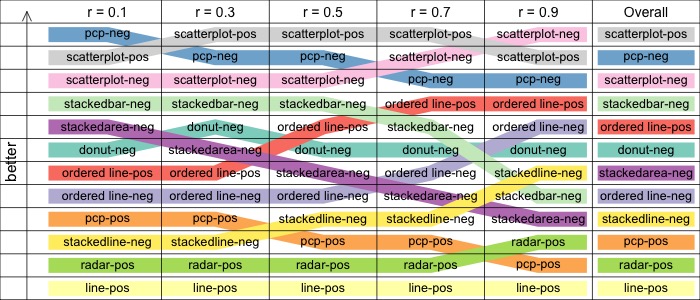 r = 0.1 r = 0.3 r = 0.5 r = 0.7 r = 0.9 Overall
pcp-neg scatterplot-pos scatterplot-pos scatterplot-pos scatterplot-neg scatterplot-pos
scatterplot-pos pcp-neg pcp-neg scatterplot-neg scatterplot-pos pcp-neg
scatterplot-neg scatterplot-neg scatterplot-neg pcp-neg pcp-neg scatterplot-neg
stackedbar-neg stackedbar-neg stackedbar-neg ordered line-pos ordered line-pos stackedbar-neg
stackedarea-neg donut-neg ordered line-pos stackedbar-neg ordered line-neg ordered line-pos
donut-neg stackedarea-neg donut-neg donut-neg donut-neg donut-neg
ordered line-pos ordered line-pos stackedarea-neg ordered line-neg stackedline-neg stackedarea-neg
ordered line-neg ordered line-neg ordered line-neg stackedarea-neg stackedbar-neg ordered line-neg
pcp-pos pcp-pos stackedline-neg stackedline-neg stackedarea-neg stackedline-neg
stackedline-neg stackedline-neg pcp-pos pcp-pos radar-pos pcp-pos
radar-pos radar-pos radar-pos radar-pos pcp-pos radar-pos
line-pos line-pos line-pos line-pos line-pos line-pos
better